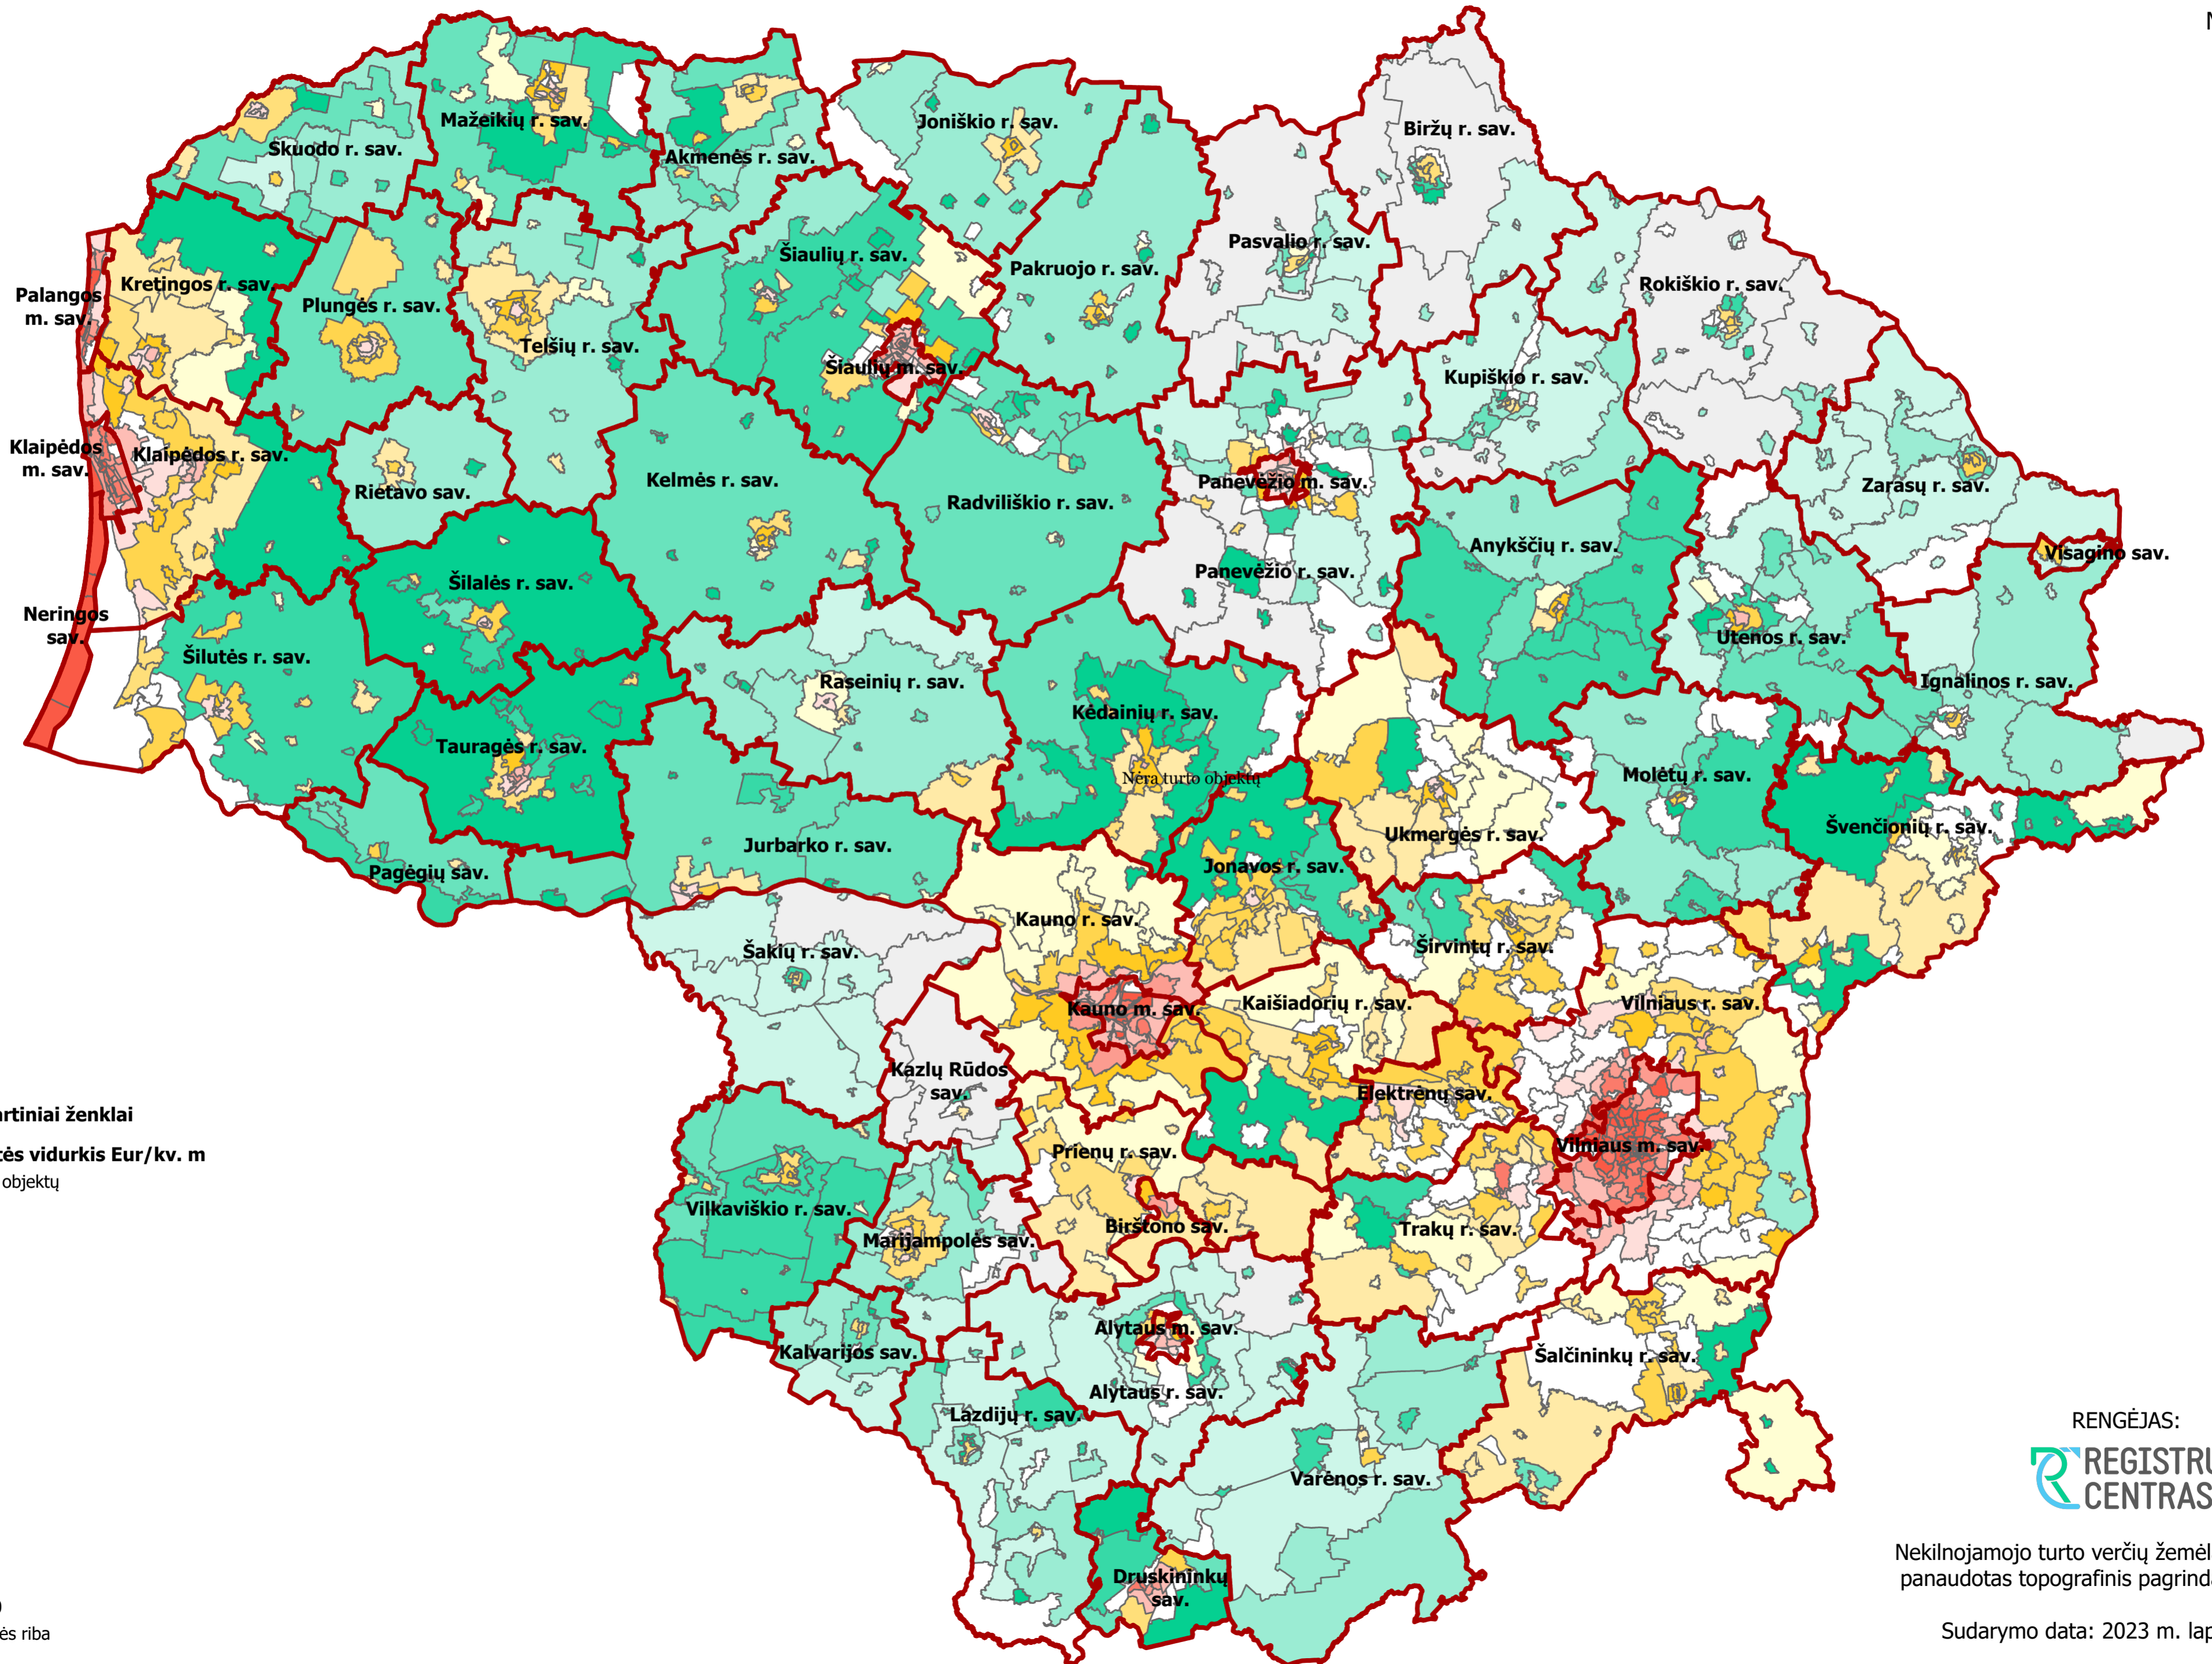 Mažeikių r. sav.
Skuodo r. sav.
Akmenės r. sav.
Joniškio r. sav.
Biržų r. sav.
Pasvalio r. sav.
Šiaulių r. sav.
Pakruojo r. sav.
Rokiškio r. sav.
Kretingos r. sav.
Palangos
m. sav.
Plungės r. sav.
Telšių r. sav.
Šiaulių m. sav.
Kupiškio r. sav.
Klaipėdos
m. sav.
Klaipėdos r. sav.
Rietavo sav.
Kelmės r. sav.
Radviliškio r. sav.
Panevėžio m. sav.
Zarasų r. sav.
Anykščių r. sav.
Visagino sav.
Panevėžio r. sav.
Šilalės r. sav.
Neringos
sav.
Utenos r. sav.
Šilutės r. sav.
Raseinių r. sav.
Ignalinos r. sav.
Kėdainių r. sav.
Tauragės r. sav.
Nėra turto objektų
Molėtų r. sav.
Švenčionių r. sav.
Ukmergės r. sav.
Jurbarko r. sav.
Jonavos r. sav.
Pagėgių sav.
Kauno r. sav.
Šakių r. sav.
Širvintų r. sav.
Kauno m. sav.
Kaišiadorių r. sav.
Vilniaus r. sav.
Kazlų Rūdos
sav.
Elektrėnų sav.
Vilniaus m. sav.
Prienų r. sav.
Vilkaviškio r. sav.
Birštono sav.
Trakų r. sav.
Marijampolės sav.
Alytaus m. sav.
Kalvarijos sav.
Šalčininkų r. sav.
Alytaus r. sav.
Lazdijų r. sav.
Varėnos r. sav.
Druskininkų
sav.
artiniai ženklai
tės vidurkis Eur/kv. m
objektų
ės riba
RENGĖJAS:
REGISTRŲ
CENTRAS
Nekilnojamojo turto verčių žemėl
panaudotas topografinis pagrinda
Sudarymo data: 2023 m. lap